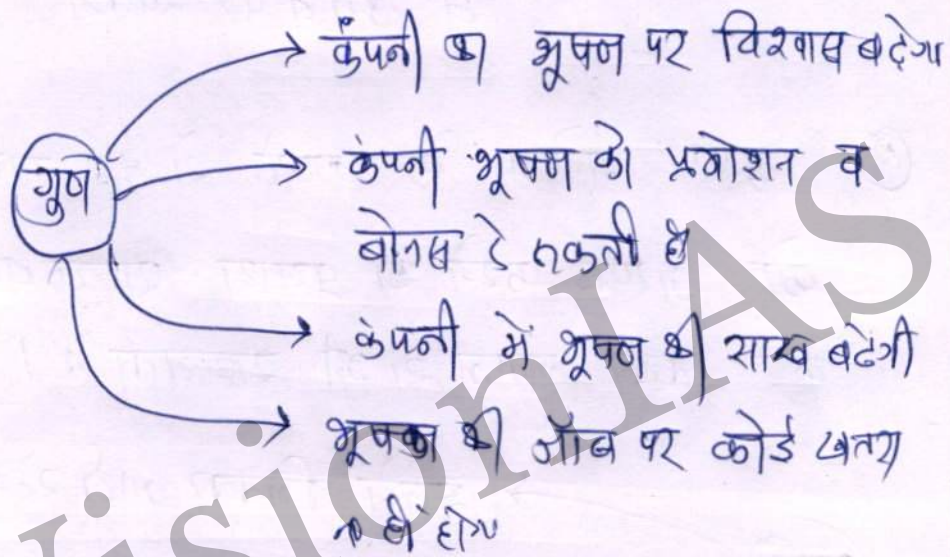 गुण
कंपनी का भूषण पर विश्वास बढ़ेगा
कंपनी भूषण को प्रमोशन व
बोनस दे सकती है
कंपनी में भूषण की साख बढेगी
भूषण की जॉब पर कोई खतरा
नहीं होगा
VisionIAS